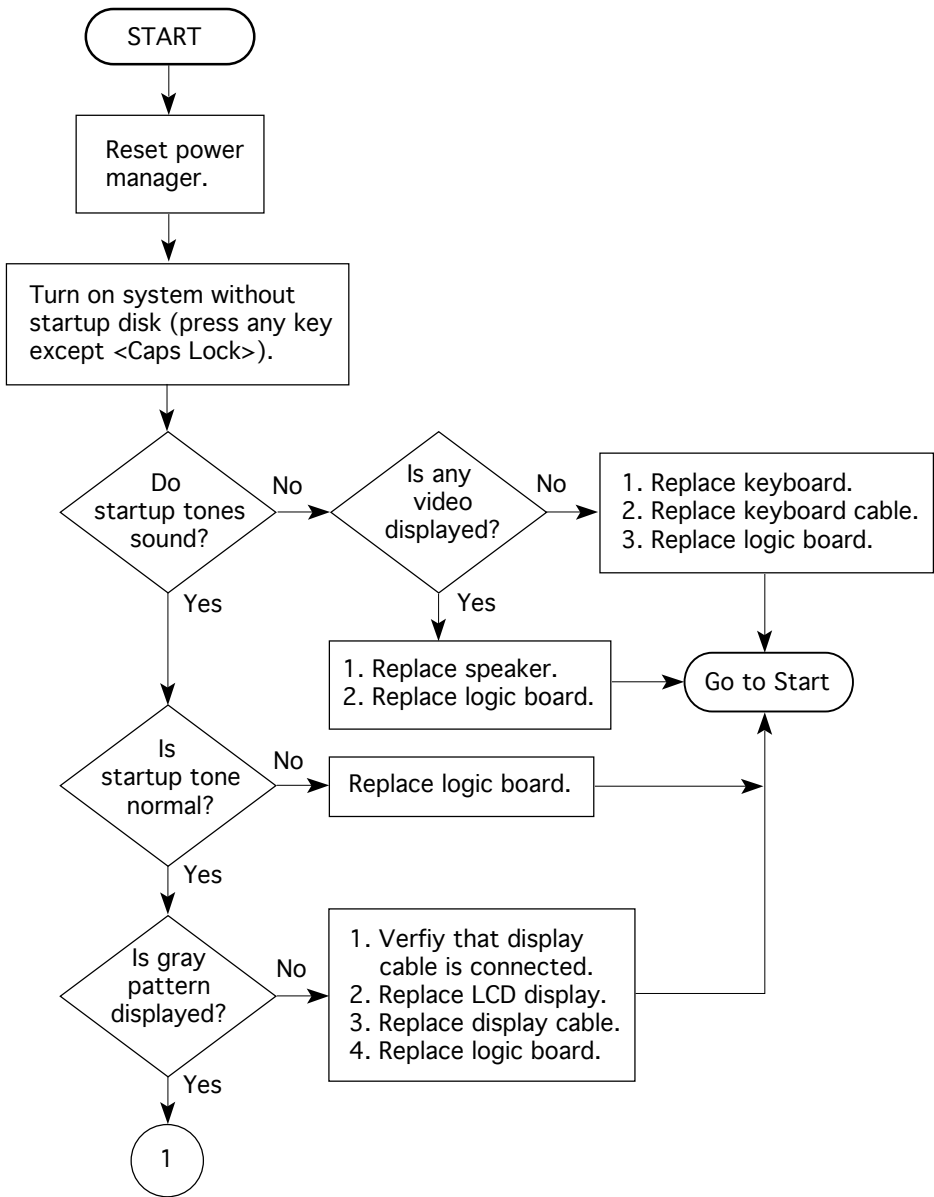 START
Reset power
manager.
Turn on system without
startup disk (press any key
except <Caps Lock>).
Do
startup tones
sound?
No
Is any
video
displayed?
No
1. Replace keyboard.
2. Replace keyboard cable.
3. Replace logic board.
Yes
Yes
1. Replace speaker.
2. Replace logic board.
Go to Start
Is
startup tone
normal?
No
Replace logic board.
Yes
Is gray
pattern
displayed?
No
1. Verfiy that display
cable is connected.
2. Replace LCD display.
3. Replace display cable.
4. Replace logic board.
Yes
1